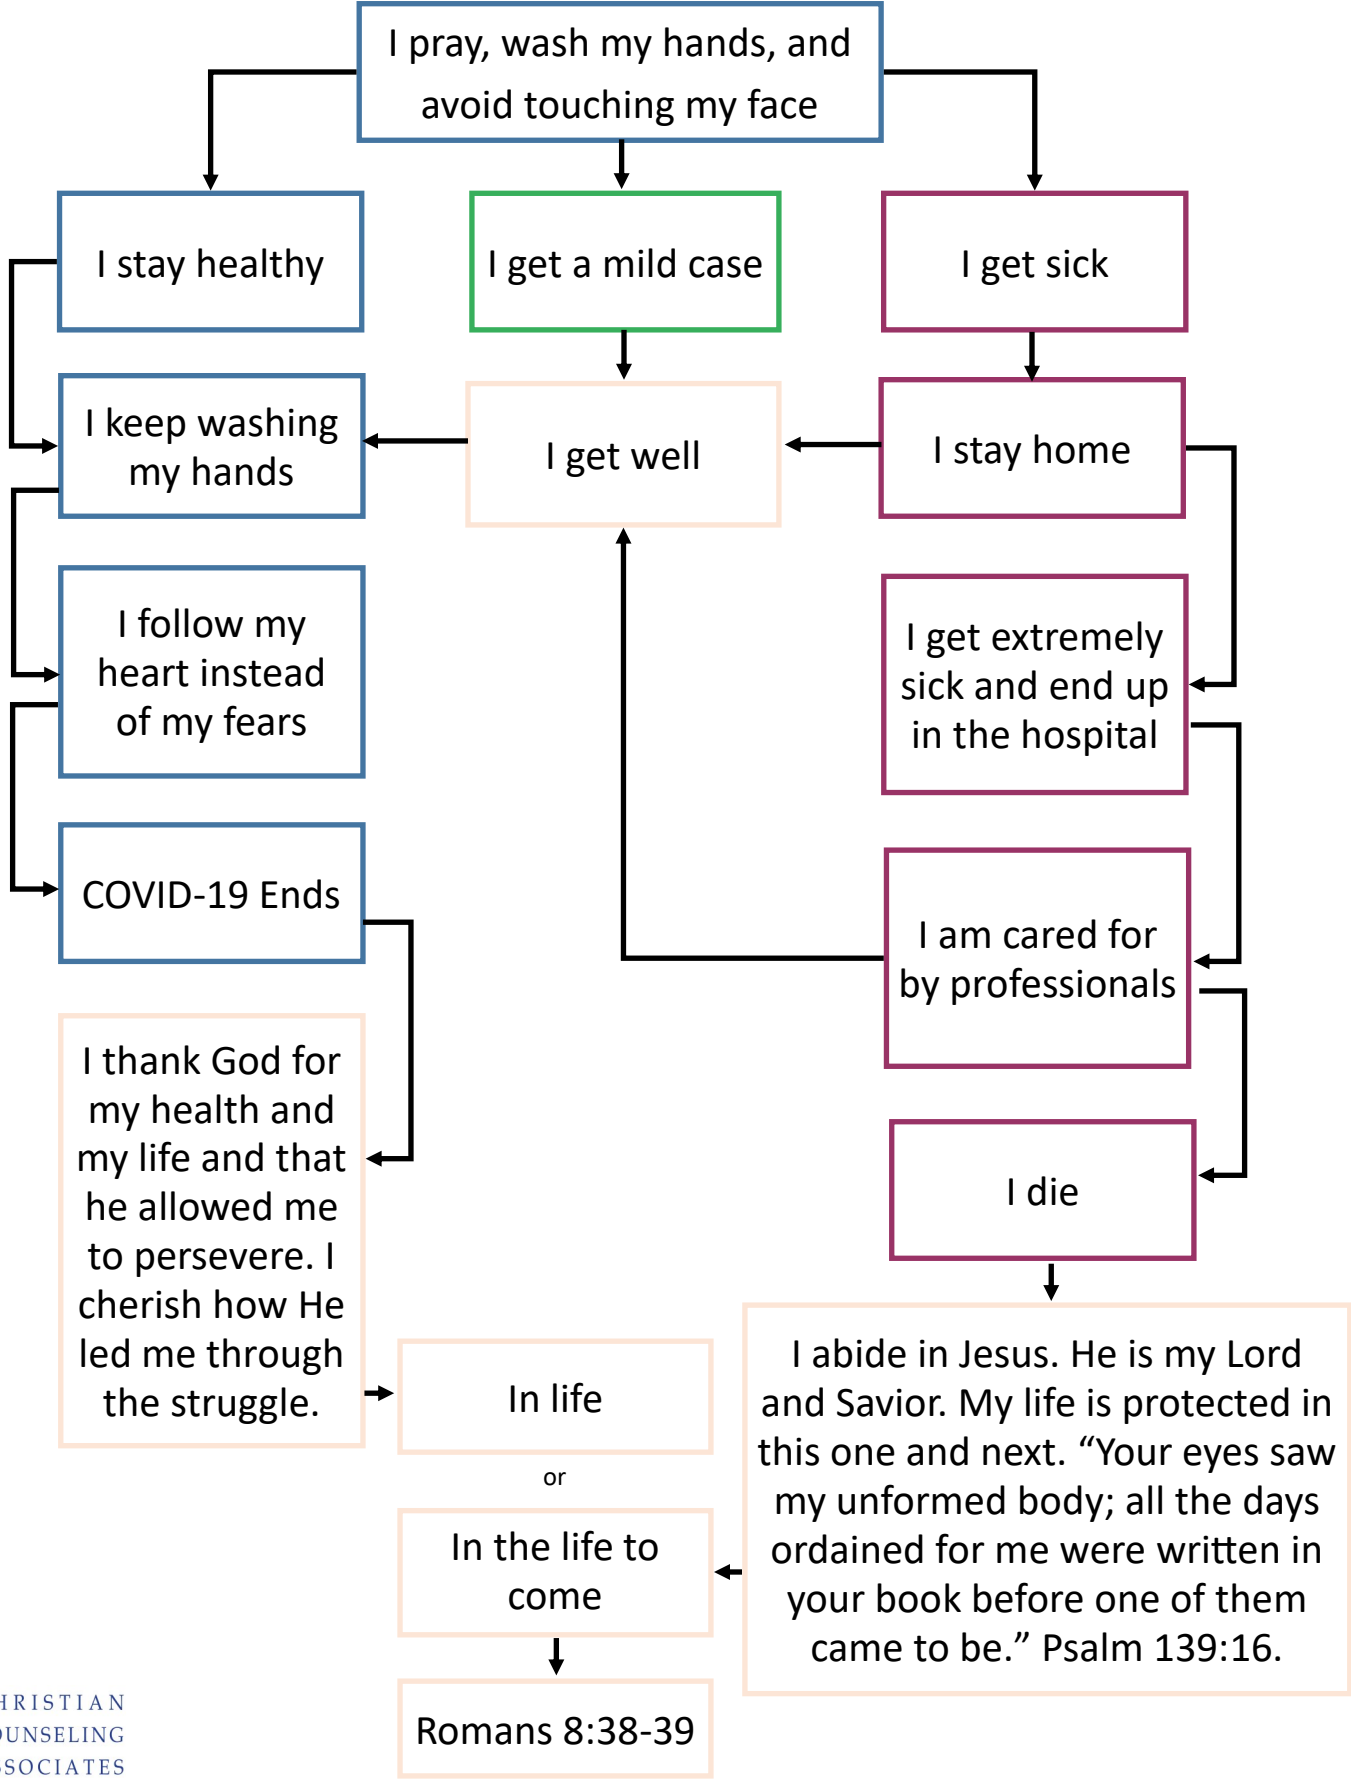 I pray, wash my hands, and
avoid touching my face
I stay healthy
I get a mild case
I get sick
I keep washing
my hands
I get well
I stay home
I follow my
heart instead
of my fears
I get extremely
sick and end up
in the hospital
COVID-19 Ends
I am cared for
by professionals
I thank God for
my health and
my life and that
he allowed me
to persevere. I
cherish how He
led me through
the struggle.
I die
In life
or
In the life to
come
I abide in Jesus. He is my Lord
and Savior. My life is protected in
this one and next. “Your eyes saw
my unformed body; all the days
ordained for me were written in
your book before one of them
came to be.” Psalm 139:16.
Romans 8:38-39
HRISTIAN
OUNSELING
SSOCIATES